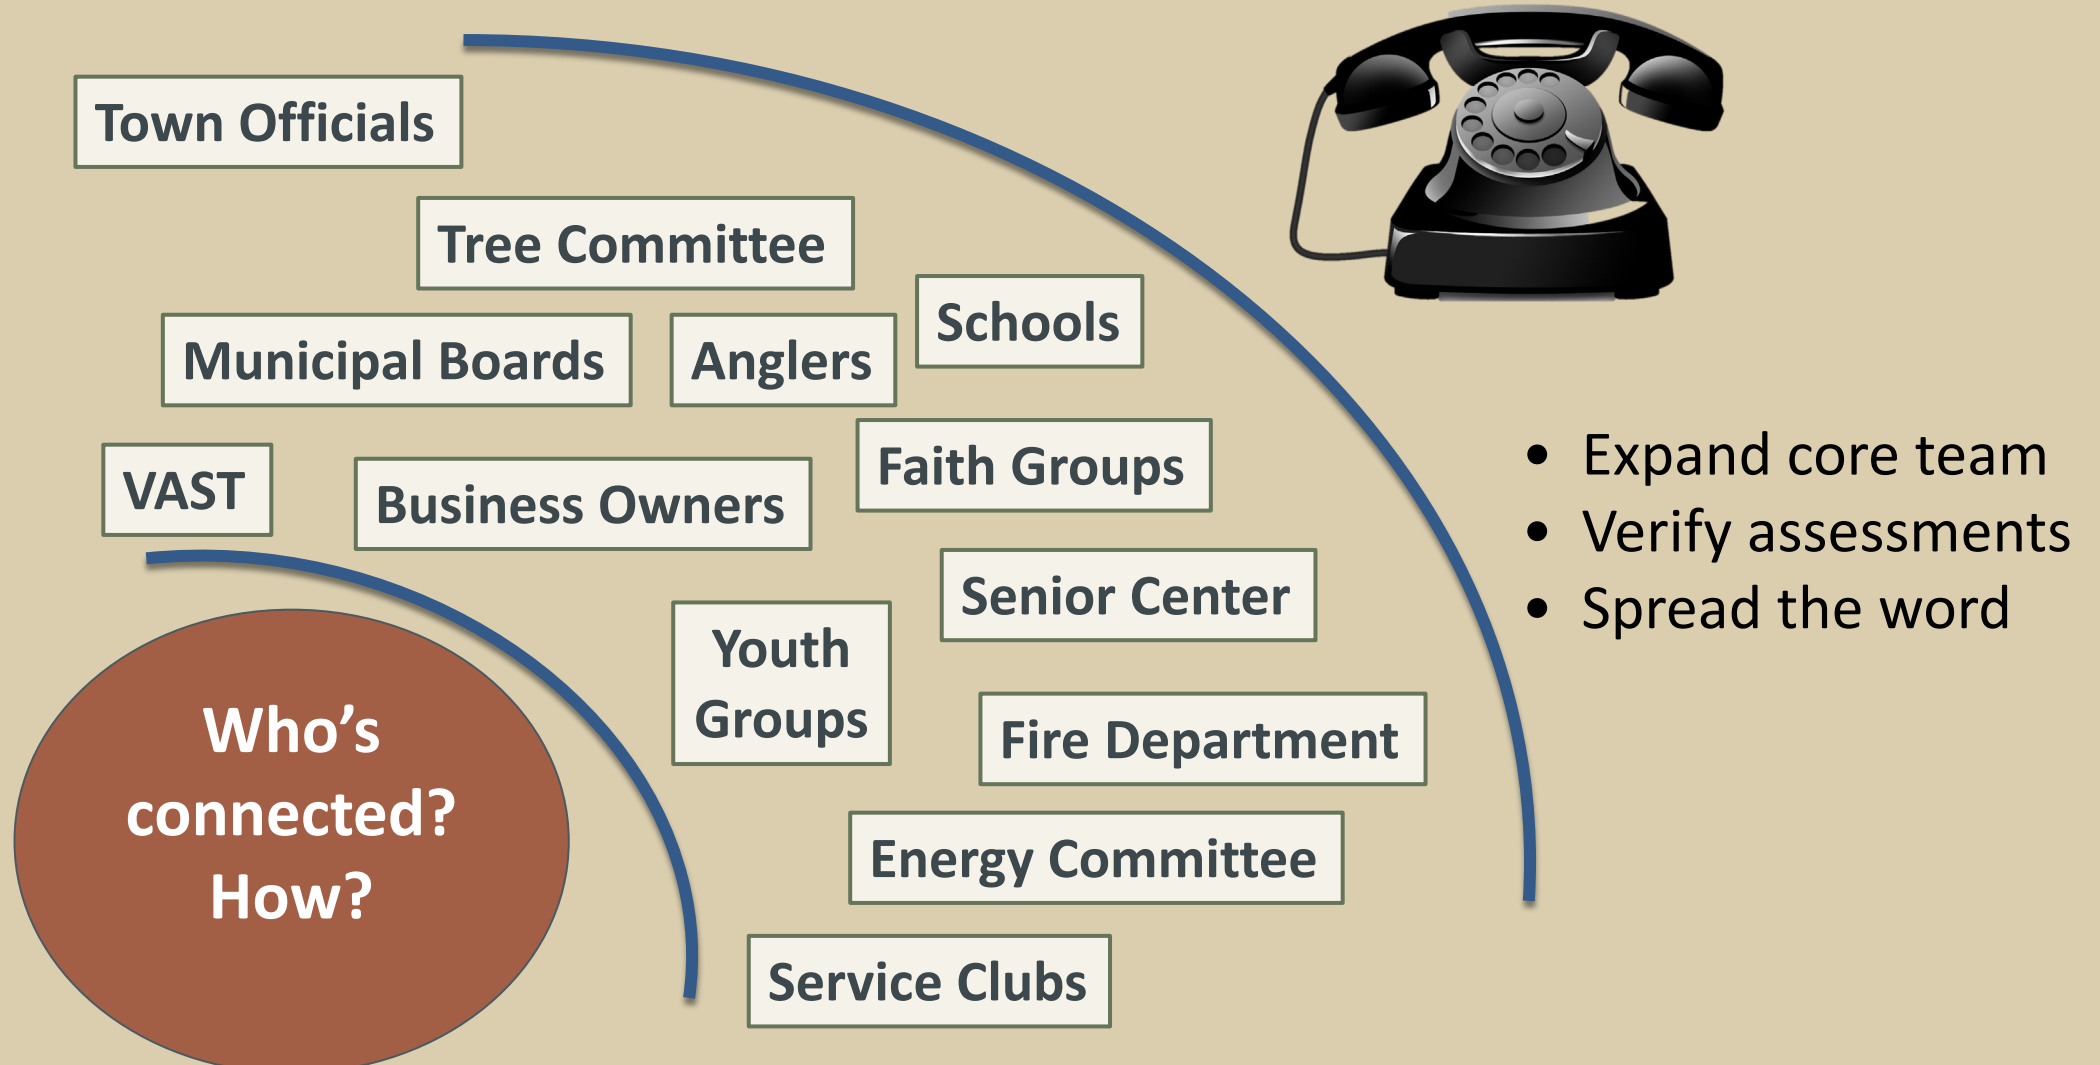 Town Officials
Tree Committee
Schools
Municipal Boards
Anglers
VAST
Business Owners
Faith Groups
Senior Center
Youth
Groups
Fire Department
Energy Committee
Service Clubs
Who’s
connected?
How?
• Expand core team
• Verify assessments
• Spread the word